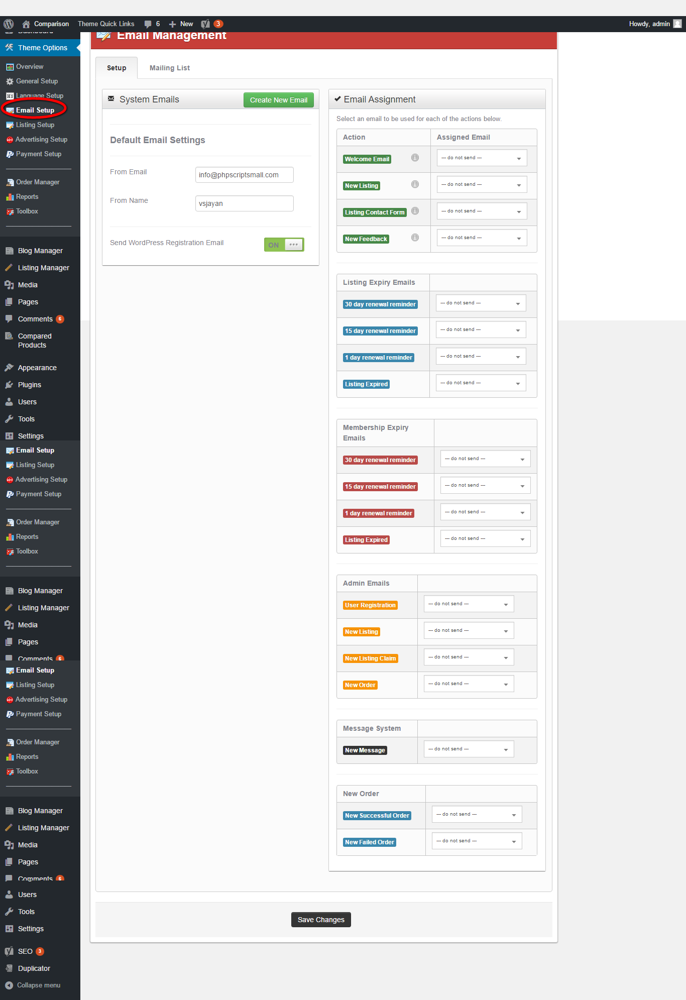 Comparison
Theme Quick Links
6
New
3
Howdy, admin
Dashboard
Theme Options
Overview
General Setup
Language Setup
Email Setup
Listing Setup
Advertising Setup
Payment Setup
Order Manager
Reports
Toolbox
Blog Manager
Listing Manager
Media
Pages
Comments 6
Compared
Products
Appearance
Plugins
Users
Tools
Settings
Email Setup
Listing Setup
Advertising Setup
Payment Setup
Order Manager
Reports
Toolbox
Blog Manager
Listing Manager
Media
Pages
Comments 6
Email Setup
Listing Setup
Advertising Setup
Payment Setup
Order Manager
Reports
Toolbox
Blog Manager
Listing Manager
Media
Pages
Comments 6
Users
Tools
Settings
SEO 3
Duplicator
Collapse menu
Email Management
Setup
Mailing List
System Emails
Create New Email
Default Email Settings
From Email
info@phpscriptsmall.com
From Name
vsjayan
Send WordPress Registration Email
ON
Email Assignment
Select an email to be used for each of the actions below.
Action
Assigned Email
Welcome Email
--- do not send ---
New Listing
--- do not send ---
Listing Contact Form
--- do not send ---
New Feedback
--- do not send ---
Listing Expiry Emails
30 day renewal reminder
--- do not send ---
15 day renewal reminder
--- do not send ---
1 day renewal reminder
--- do not send ---
Listing Expired
--- do not send ---
Membership Expiry
Emails
30 day renewal reminder
--- do not send ---
15 day renewal reminder
--- do not send ---
1 day renewal reminder
--- do not send ---
Listing Expired
--- do not send ---
Admin Emails
User Registration
--- do not send ---
New Listing
--- do not send ---
New Listing Claim
--- do not send ---
New Order
--- do not send ---
Message System
New Message
--- do not send ---
New Order
New Successful Order
--- do not send ---
New Failed Order
--- do not send ---
Save Changes